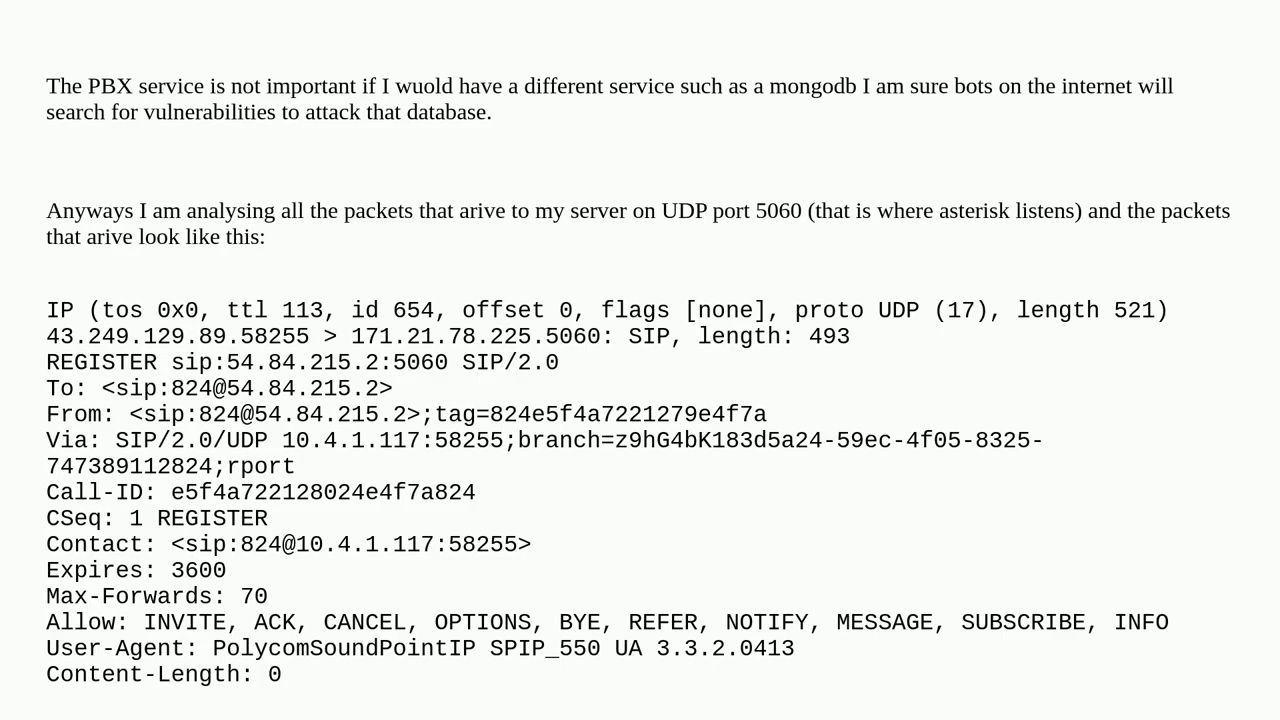 The PBX service is not important if I wuold have a different service such as a mongodb I am sure bots on the internet will
search for vulnerabilities to attack that database.
Anyways I am analysing all the packets that arive to my server on UDP port 5060 (that is where asterisk listens) and the packets
that arive look like this:
IP (tos 0x0, ttl 113, id 654, offset 0, flags [none], proto UDP (17), length 521)
43.249.129.89.58255 > 171.21.78.225.5060: SIP, length: 493
REGISTER sip:54.84.215.2:5060 SIP/2.0
To: <sip:824@54.84.215.2>
From: <sip:824@54.84.215.2>;tag=824e5f4a7221279e4f7a
Via: SIP/2.0/UDP 10.4.1.117:58255;branch=z9hG4bK183d5a24-59ec-4f05-8325-
747389112824;rport
Call-ID: e5f4a722128024e4f7a824
CSeq: 1 REGISTER
Contact: <sip:824@10.4.1.117:58255>
Expires: 3600
Max-Forwards: 70
Allow: INVITE, ACK, CANCEL, OPTIONS, BYE, REFER, NOTIFY, MESSAGE, SUBSCRIBE, INFO
User-Agent: PolycomSoundPointIP SPIP_550 UA 3.3.2.0413
Content-Length: 0